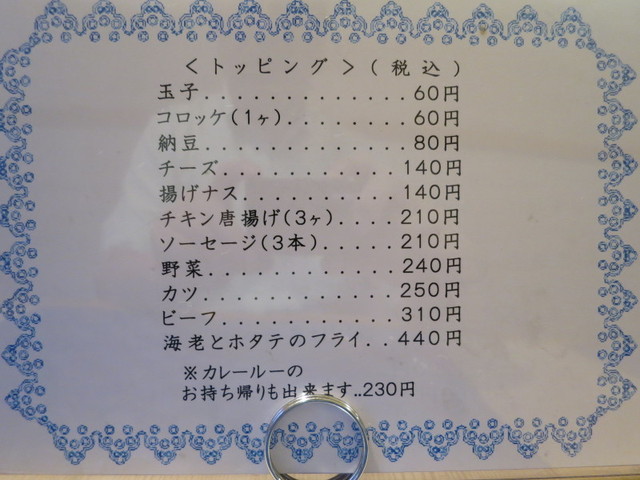 ＜トッピング＞(税込)
玉子.............60円
コロッケ(1ヶ)........60円
納豆.............80円
チーズ...........140円
揚げナス..........140円
チキン唐揚げ(3ヶ)....210円
ソーセージ(3本).....210円
野菜............240円
カツ............250円
ビーフ...........310円
海老とホタテのフライ..440円
※カレールーの
お持ち帰りも出来ます..230円